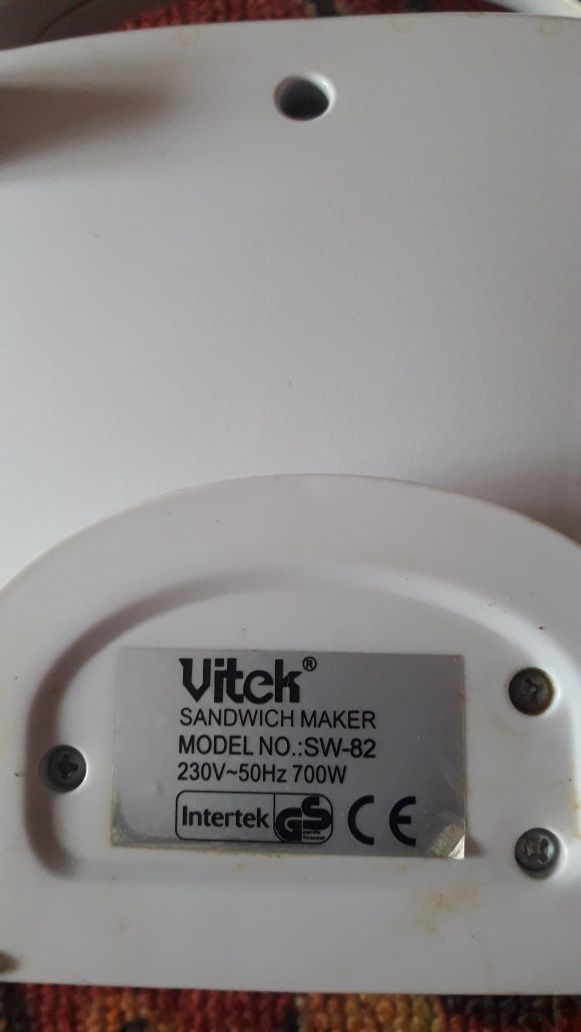 Vitek®
SANDWICH MAKER
MODEL NO.:SW-82
230V~50Hz 700W
Intertek GS CE